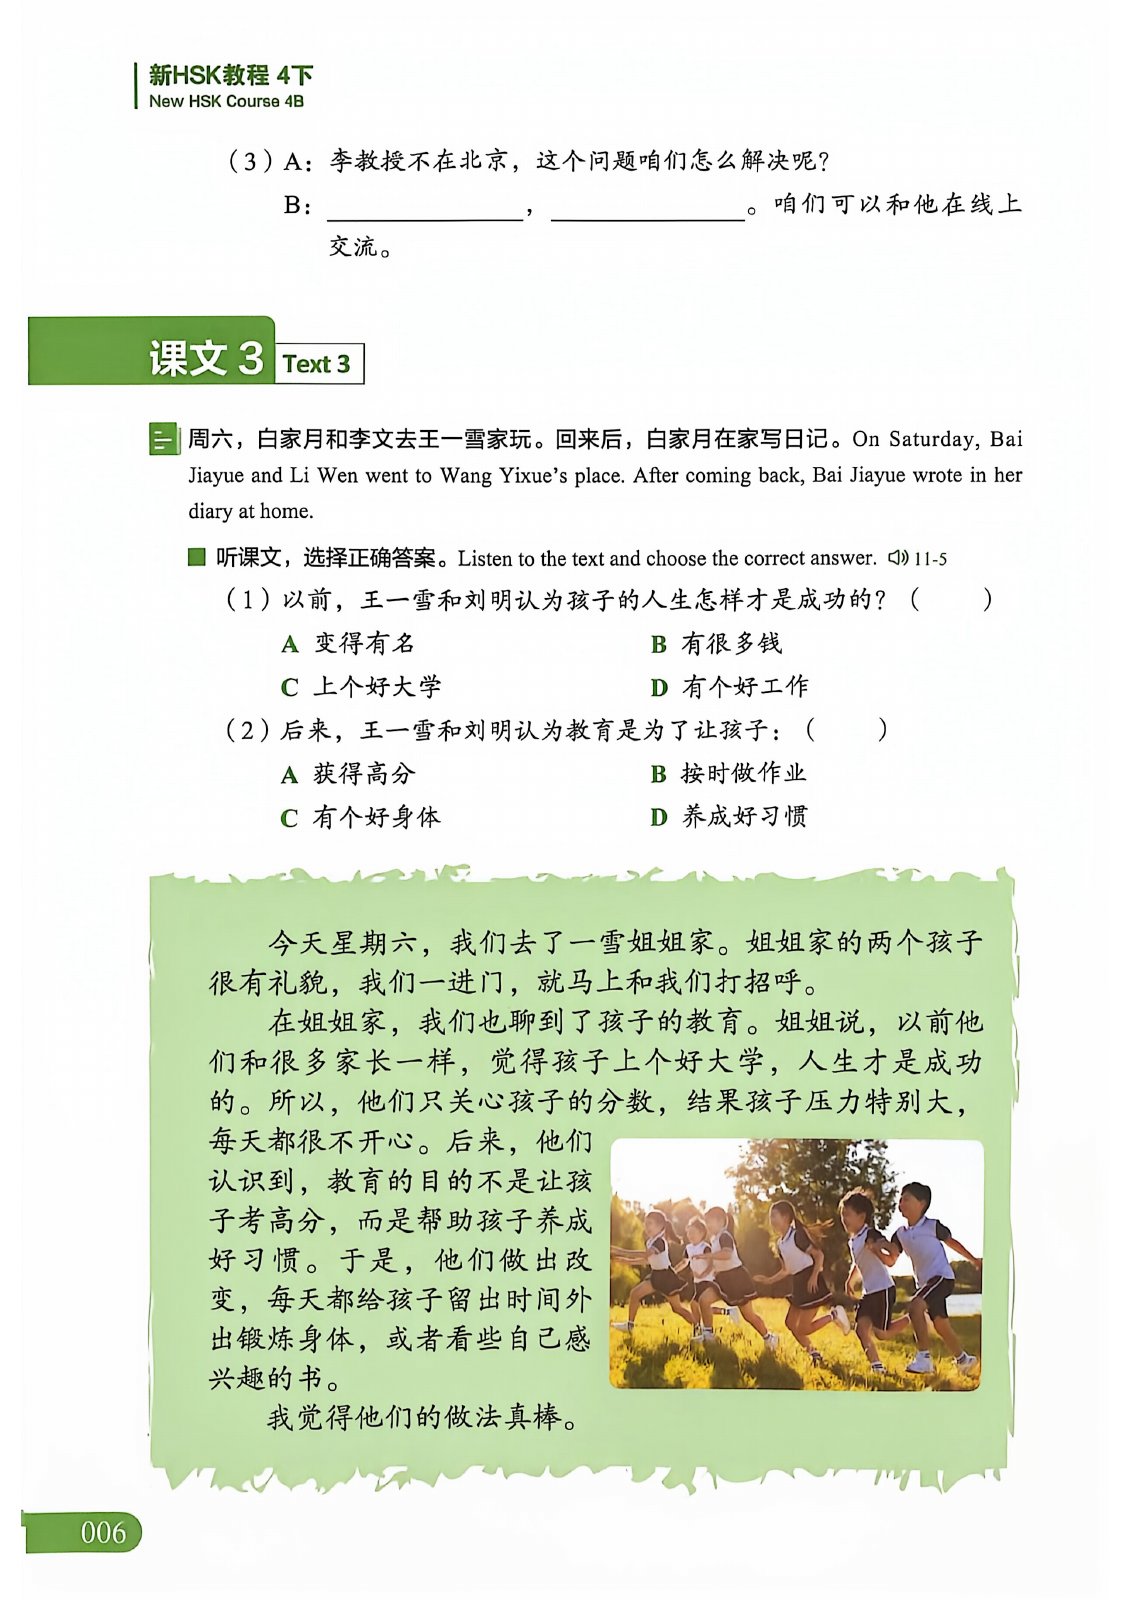 新HSK教程 4下
New HSK Course 4B
（3）A：李教授不在北京，这个问题咱们怎么解决呢？
B：＿＿＿＿＿＿＿＿，＿＿＿＿＿＿＿＿。咱们可以和他在线上
交流。
课文 3 Text 3
周六，白家月和李文去王一雪家玩。回来后，白家月在家写日记。On Saturday, Bai
Jiayue and Li Wen went to Wang Yixue's place. After coming back, Bai Jiayue wrote in her
diary at home.
听课文，选择正确答案。Listen to the text and choose the correct answer. 11-5
（1）以前，王一雪和刘明认为孩子的人生怎样才是成功的？（　　）
A 变得有名 B 有很多钱
C 上个好大学 D 有个好工作
（2）后来，王一雪和刘明认为教育是为了让孩子：（　　）
A 获得高分 B 按时做作业
C 有个好身体 D 养成好习惯
今天星期六，我们去了一雪姐姐家。姐姐家的两个孩子
很有礼貌，我们一进门，就马上和我们打招呼。
在姐姐家，我们也聊到了孩子的教育。姐姐说，以前他
们和很多家长一样，觉得孩子上个好大学，人生才是成功
的。所以，他们只关心孩子的分数，结果孩子压力特别大，
每天都很不开心。后来，他们
认识到，教育的目的不是让孩
子考高分，而是帮助孩子养成
好习惯。于是，他们做出改
变，每天都给孩子留出时间外
出锻炼身体，或者看些自己感
兴趣的书。
我觉得他们的做法真棒。
006